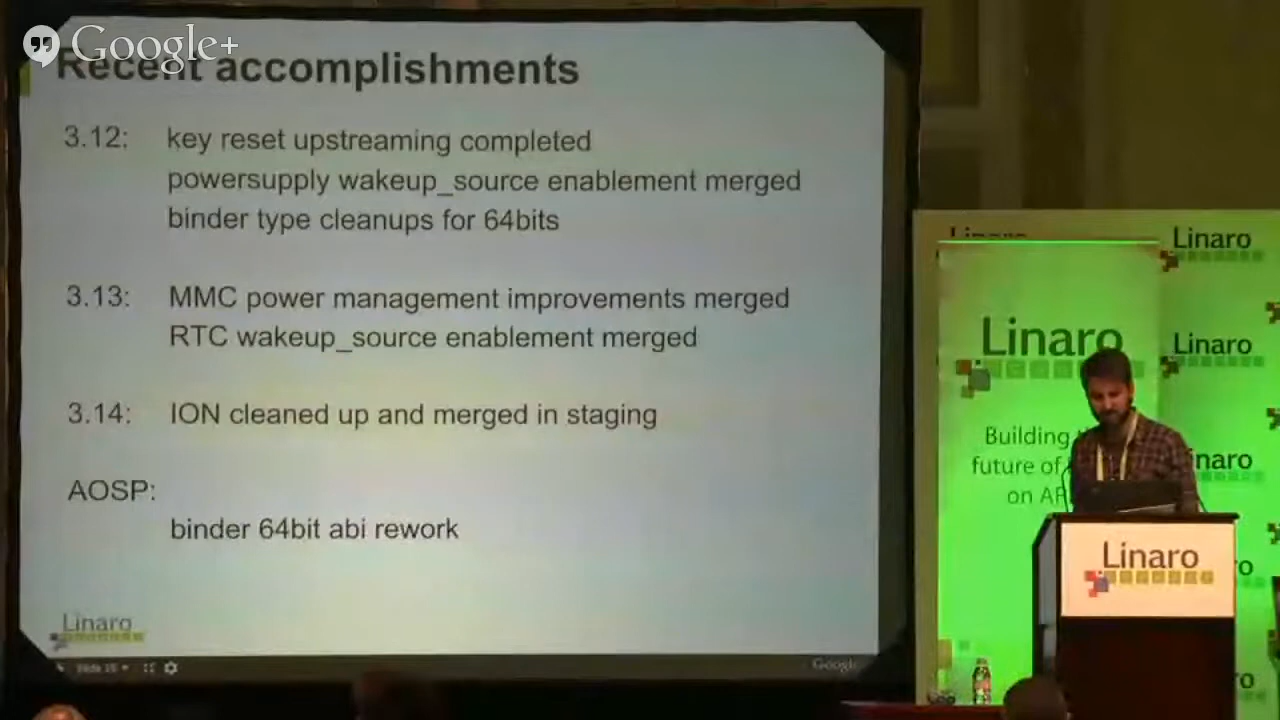 Google+
Recent accomplishments
3.12: key reset upstreaming completed
powersupply wakeup_source enablement merged
binder type cleanups for 64bits
3.13: MMC power management improvements merged
RTC wakeup_source enablement merged
3.14: ION cleaned up and merged in staging
AOSP:
binder 64bit abi rework
Linaro
Google
Linaro
Linaro
Linaro
Linaro
Building
future of
on
Linaro